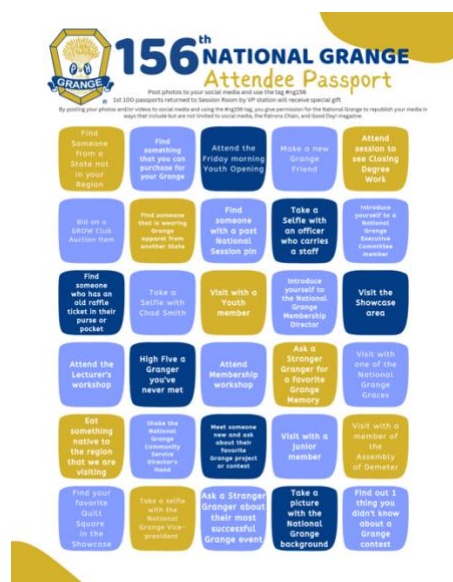 156th NATIONAL GRANGE
P H
GRANGE
®
Attendee Passport
Post photos to your social media and use the tag #ng156
1st 100 passports returned to Session Room by VP station will receive special gift
By posting your photos and/or videos to social media and using the #ng156 tag, you give permission for the National Grange to republish your media in
ways that include but are not limited to social media, the Patrons Chain, and Good Day! magazine
Find
Someone
from a
State not
in your
Region
Find
something
that you can
purchase for
your Grange
Attend the
Friday morning
Youth Opening
Make a new
Grange
Friend
Attend
session to
see Closing
Degree
Work
Bid on a
GROW Club
Auction Item
Find someone
that is wearing
Grange
apparel from
another State
Find
someone
with a past
National
Session pin
Take a
Selfie with
an officer
who carries
a staff
Introduce
yourself to a
National
Grange
Executive
Committee
member
Find
someone
who has an
old raffle
ticket in their
purse or
pocket
Take a
Selfie with
Chad Smith
Visit with a
Youth
member
Introduce
yourself to
the National
Grange
Membership
Director
Visit the
Showcase
area
Attend the
Lecturer's
workshop
High Five a
Granger
you've
never met
Attend
Membership
workshop
Ask a
Stranger
Granger for
a favorite
Grange
Memory
Visit with
one of the
National
Grange
Graces
Eat
something
native to
the region
that we are
visiting
Shake the
National
Grange
Community
Service
Director's
Hand
Meet someone
new and ask
about their
favorite
Grange project
or contest
Visit with a
Junior
member
Visit with a
member of
the
Assembly
of Demeter
Find your
favorite
Quilt
Square
in the
Showcase
Take a selfie
with the
National
Grange Vice-
president
Ask a Stranger
Granger about
their most
successful
Grange event
Take a
picture
with the
National
Grange
background
Find out 1
thing you
didn't know
about a
Grange
contest